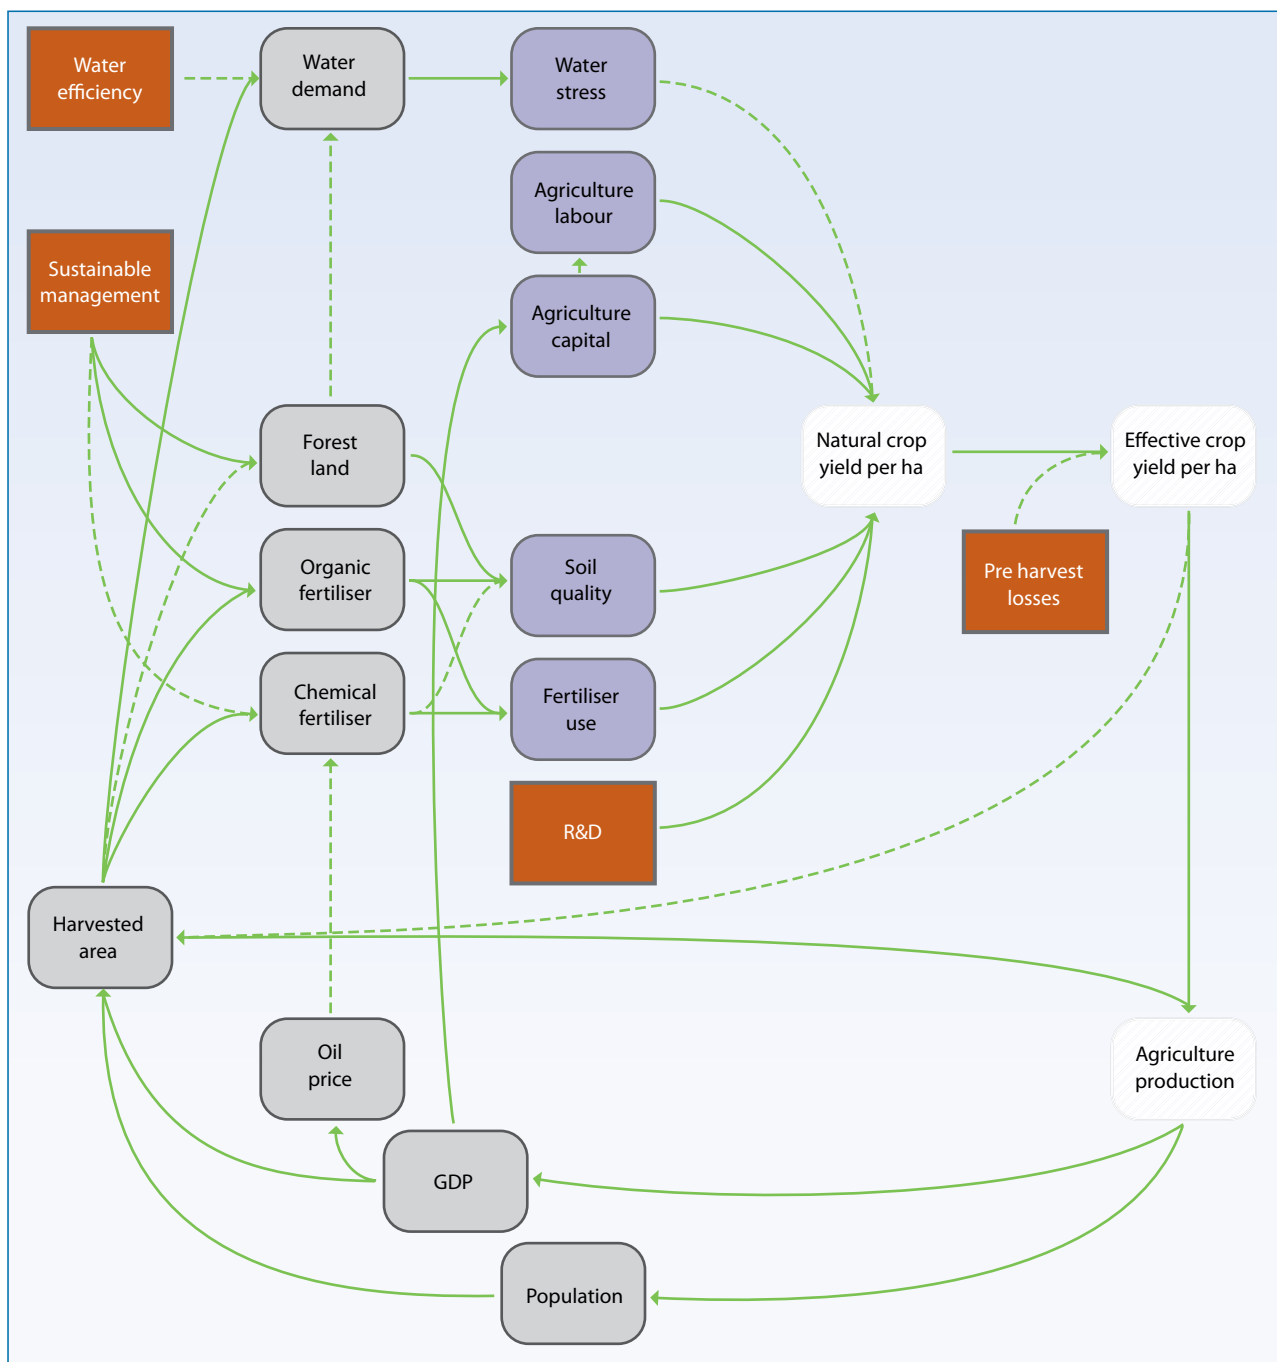 Water
efficiency
Water
demand
Water
stress
Agriculture
labour
Sustainable
management
Agriculture
capital
Forest
land
Natural crop
yield per ha
Effective crop
yield per ha
Organic
fertiliser
Soil
quality
Pre harvest
losses
Chemical
fertiliser
Fertiliser
use
R&D
Harvested
area
Oil
price
Agriculture
production
GDP
Population